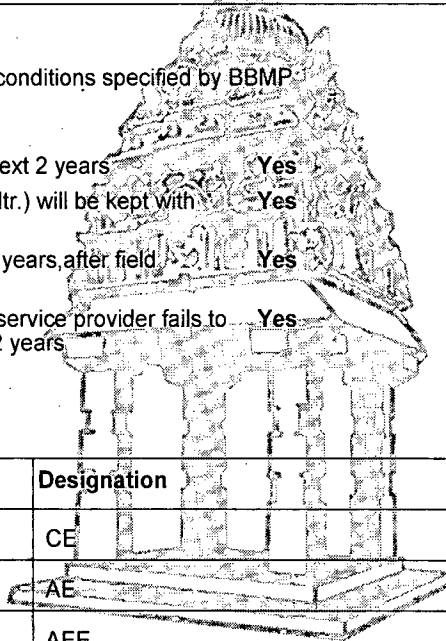 conditions specified by BBMP
ext 2 years Yes
ltr.) will be kept with Yes
years,after field Yes
service provider fails to Yes
2 years
Designation
CE
AE
AEE